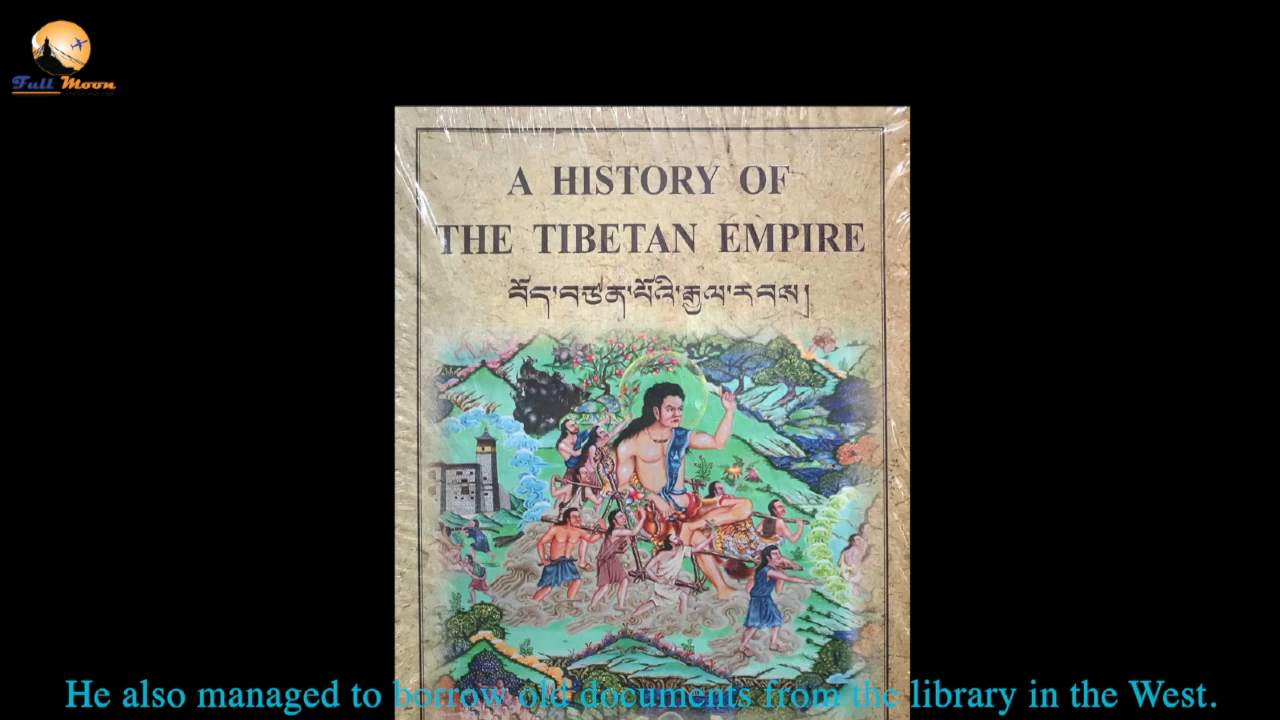 Full Moon
A HISTORY OF
THE TIBETAN EMPIRE
བོད་བཙན་པོའི་རྒྱལ་རབས།
He also managed to borrow old documents from the library in the West.